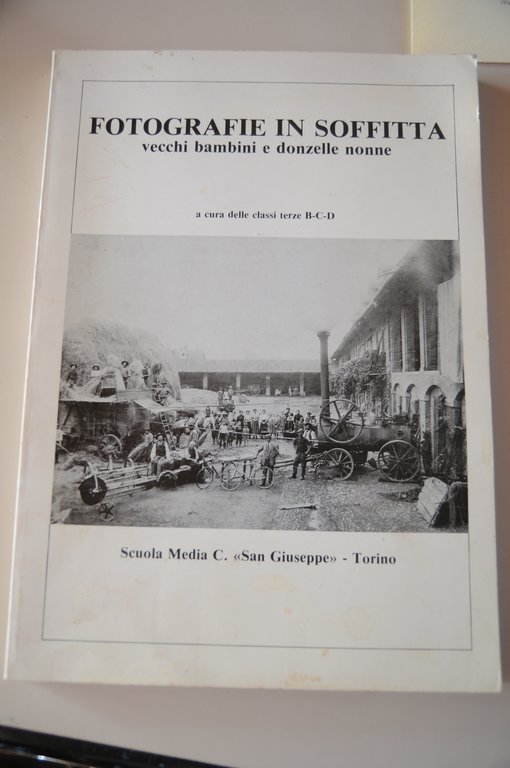 FOTOGRAFIE IN SOFFITTA
vecchi bambini e donzelle nonne
a cura delle classi terze B-C-D
Scuola Media C. «San Giuseppe» - Torino